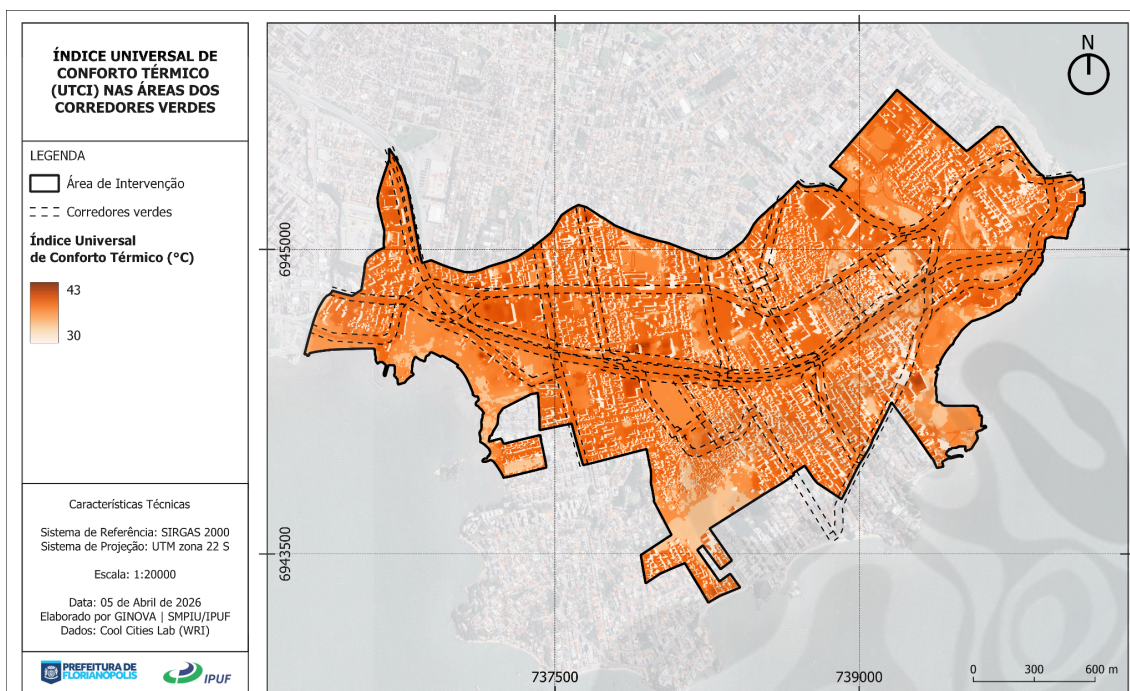 ÍNDICE UNIVERSAL DE
CONFORTO TÉRMICO
(UTCI) NAS ÁREAS DOS
CORREDORES VERDES
LEGENDA
Área de Intervenção
Corredores verdes
Índice Universal
de Conforto Térmico (°C)
43
30
Características Técnicas
Sistema de Referência: SIRGAS 2000
Sistema de Projeção: UTM zona 22 S
Escala: 1:20000
Data: 05 de Abril de 2026
Elaborado por GINOVA | SMPIU/IPUF
Dados: Cool Cities Lab (WRI)
PREFEITURA DE
FLORIANÓPOLIS
IPUF
N
6945000
6943500
737500
739000
0 300 600 m